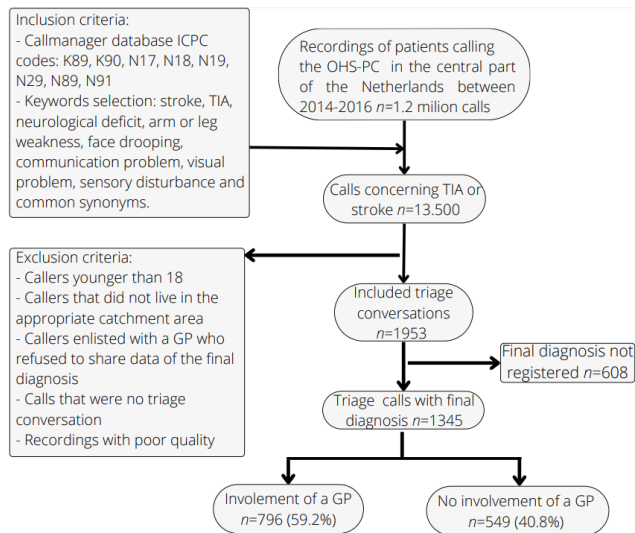 Inclusion criteria:
- Callmanager database ICPC
codes: K89, K90, N17, N18, N19,
N29, N89, N91
- Keywords selection: stroke, TIA,
neurological deficit, arm or leg
weakness, face drooping,
communication problem, visual
problem, sensory disturbance and
common synonyms.
Recordings of patients calling
the OHS-PC in the central part
of the Netherlands between
2014-2016 n=1.2 milion calls
Calls concerning TIA or
stroke n=13.500
Exclusion criteria:
- Callers younger than 18
- Callers that did not live in the
appropriate catchment area
- Callers enlisted with a GP who
refused to share data of the final
diagnosis
- Calls that were no triage
conversation
- Recordings with poor quality
Included triage
conversations
n=1953
Final diagnosis not
registered n=608
Triage calls with final
diagnosis n=1345
Involement of a GP
n=796 (59.2%)
No involvement of a GP
n=549 (40.8%)